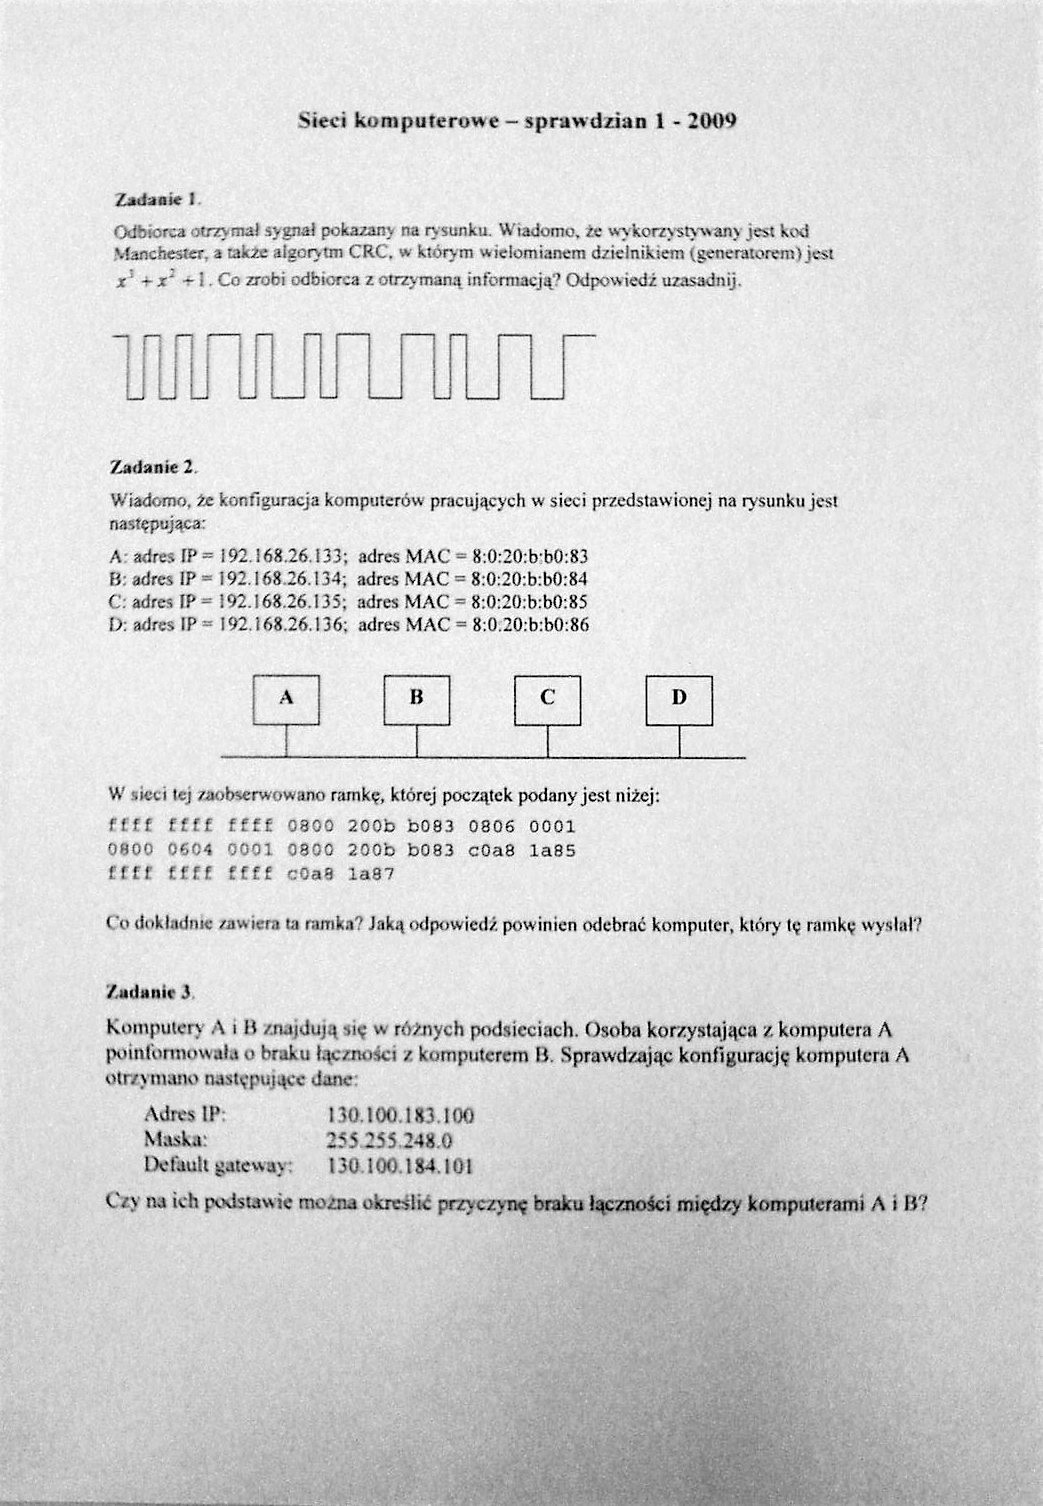 Sieci komputerowe – sprawdzian 1 - 2009
Zadanie 1.
Odbiorca otrzymał sygnał pokazany na rysunku. Wiadomo, że wykorzystywany jest kod
Manchester, a także algorytm CRC, w którym wielomianem dzielnikiem (generatorem) jest
x³ + x² + 1. Co zrobi odbiorca z otrzymaną informacją? Odpowiedź uzasadnij.
Zadanie 2.
Wiadomo, że konfiguracja komputerów pracujących w sieci przedstawionej na rysunku jest
następująca:
A: adres IP = 192.168.26.133; adres MAC = 8:0:20:b:b0:83
B: adres IP = 192.168.26.134; adres MAC = 8:0:20:b:b0:84
C: adres IP = 192.168.26.135; adres MAC = 8:0:20:b:b0:85
D: adres IP = 192.168.26.136; adres MAC = 8:0:20:b:b0:86
A B C D
W sieci tej zaobserwowano ramkę, której początek podany jest niżej:
ffff ffff ffff 0800 200b b083 0806 0001
0800 0604 0001 0800 200b b083 c0a8 1a85
ffff ffff ffff c0a8 1a87
Co dokładnie zawiera ta ramka? Jaką odpowiedź powinien odebrać komputer, który tę ramkę wysłał?
Zadanie 3.
Komputery A i B znajdują się w różnych podsieciach. Osoba korzystająca z komputera A
poinformowała o braku łączności z komputerem B. Sprawdzając konfigurację komputera A
otrzymano następujące dane:
Adres IP: 130.100.183.100
Maska: 255.255.248.0
Default gateway: 130.100.184.101
Czy na ich podstawie można określić przyczynę braku łączności między komputerami A i B?